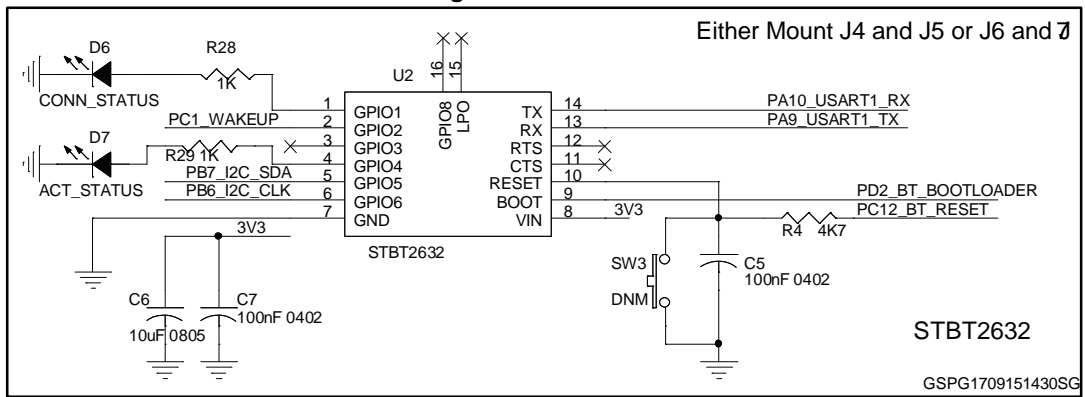 Either Mount J4 and J5 or J6 and J7
D6
R28
1K
CONN_STATUS
U2
16
15
GPIO8
LPO
1
GPIO1
PC1_WAKEUP
2
GPIO2
3
GPIO3
D7
R29 1K
4
GPIO4
ACT_STATUS
PB7_I2C_SDA
5
GPIO5
PB6_I2C_CLK
6
GPIO6
7
GND
STBT2632
TX
14
PA10_USART1_RX
RX
13
PA9_USART1_TX
RTS
12
CTS
11
RESET
10
BOOT
9
PD2_BT_BOOTLOADER
VIN
8
3V3
PC12_BT_RESET
R4 4K7
3V3
C6
10uF 0805
C7
100nF 0402
SW3
DNM
C5
100nF 0402
STBT2632
GSPG1709151430SG